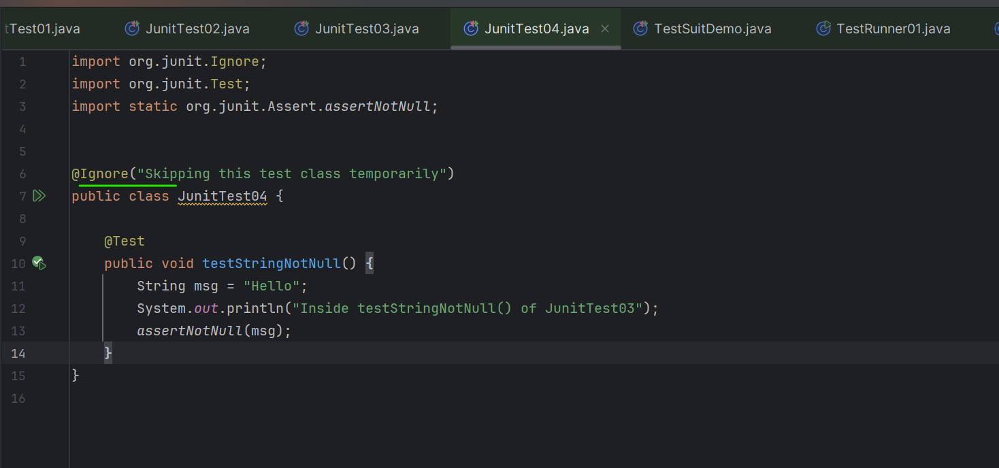 tTest01.java JunitTest02.java JunitTest03.java JunitTest04.java TestSuitDemo.java TestRunner01.java
1 import org.junit.Ignore;
2 import org.junit.Test;
3 import static org.junit.Assert.assertNotNull;
4
5
6 @Ignore("Skipping this test class temporarily")
7 public class JunitTest04 {
8
9 @Test
10 public void testStringNotNull() {
11 String msg = "Hello";
12 System.out.println("Inside testStringNotNull() of JunitTest03");
13 assertNotNull(msg);
14 }
15 }
16